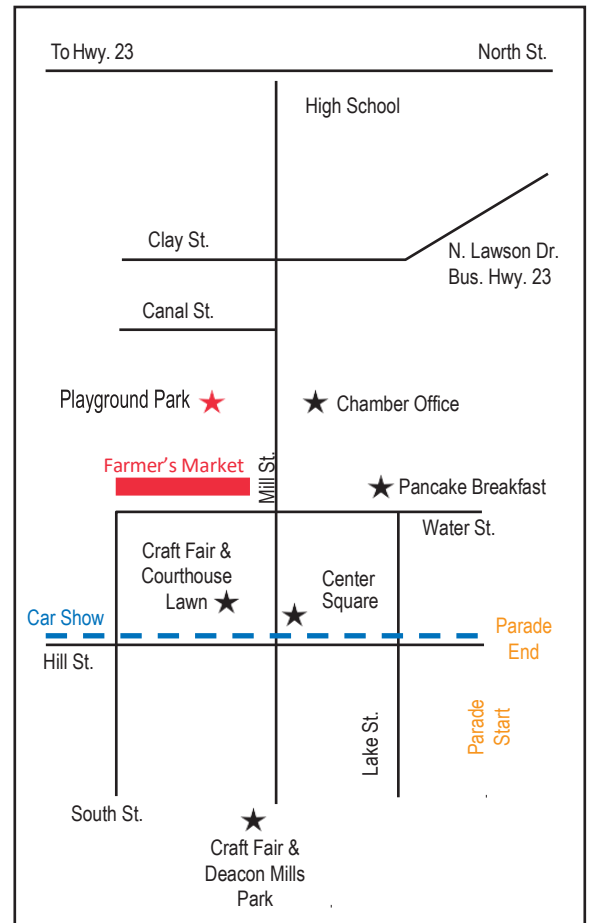 To Hwy. 23
North St.
High School
Clay St.
N. Lawson Dr.
Bus. Hwy. 23
Canal St.
Playground Park
Chamber Office
Farmer's Market
Mill St.
Pancake Breakfast
Water St.
Craft Fair &
Courthouse
Lawn
Center
Square
Car Show
Parade
End
Hill St.
Parade
Start
Lake St.
South St.
Craft Fair &
Deacon Mills
Park